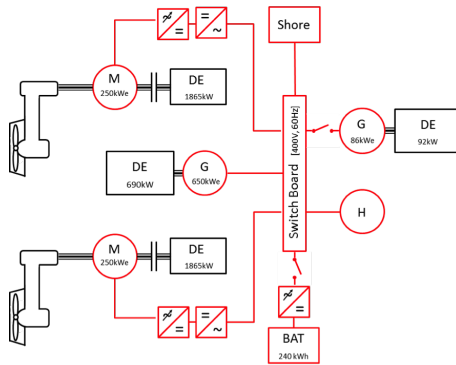 Shore
M
250kWe
DE
1865kW
≁
=
=
~
Switch Board [400V, 60Hz]
G
86kWe
DE
92kW
DE
690kW
G
650kWe
H
M
250kWe
DE
1865kW
≁
=
=
~
≁
=
BAT
240 kWh